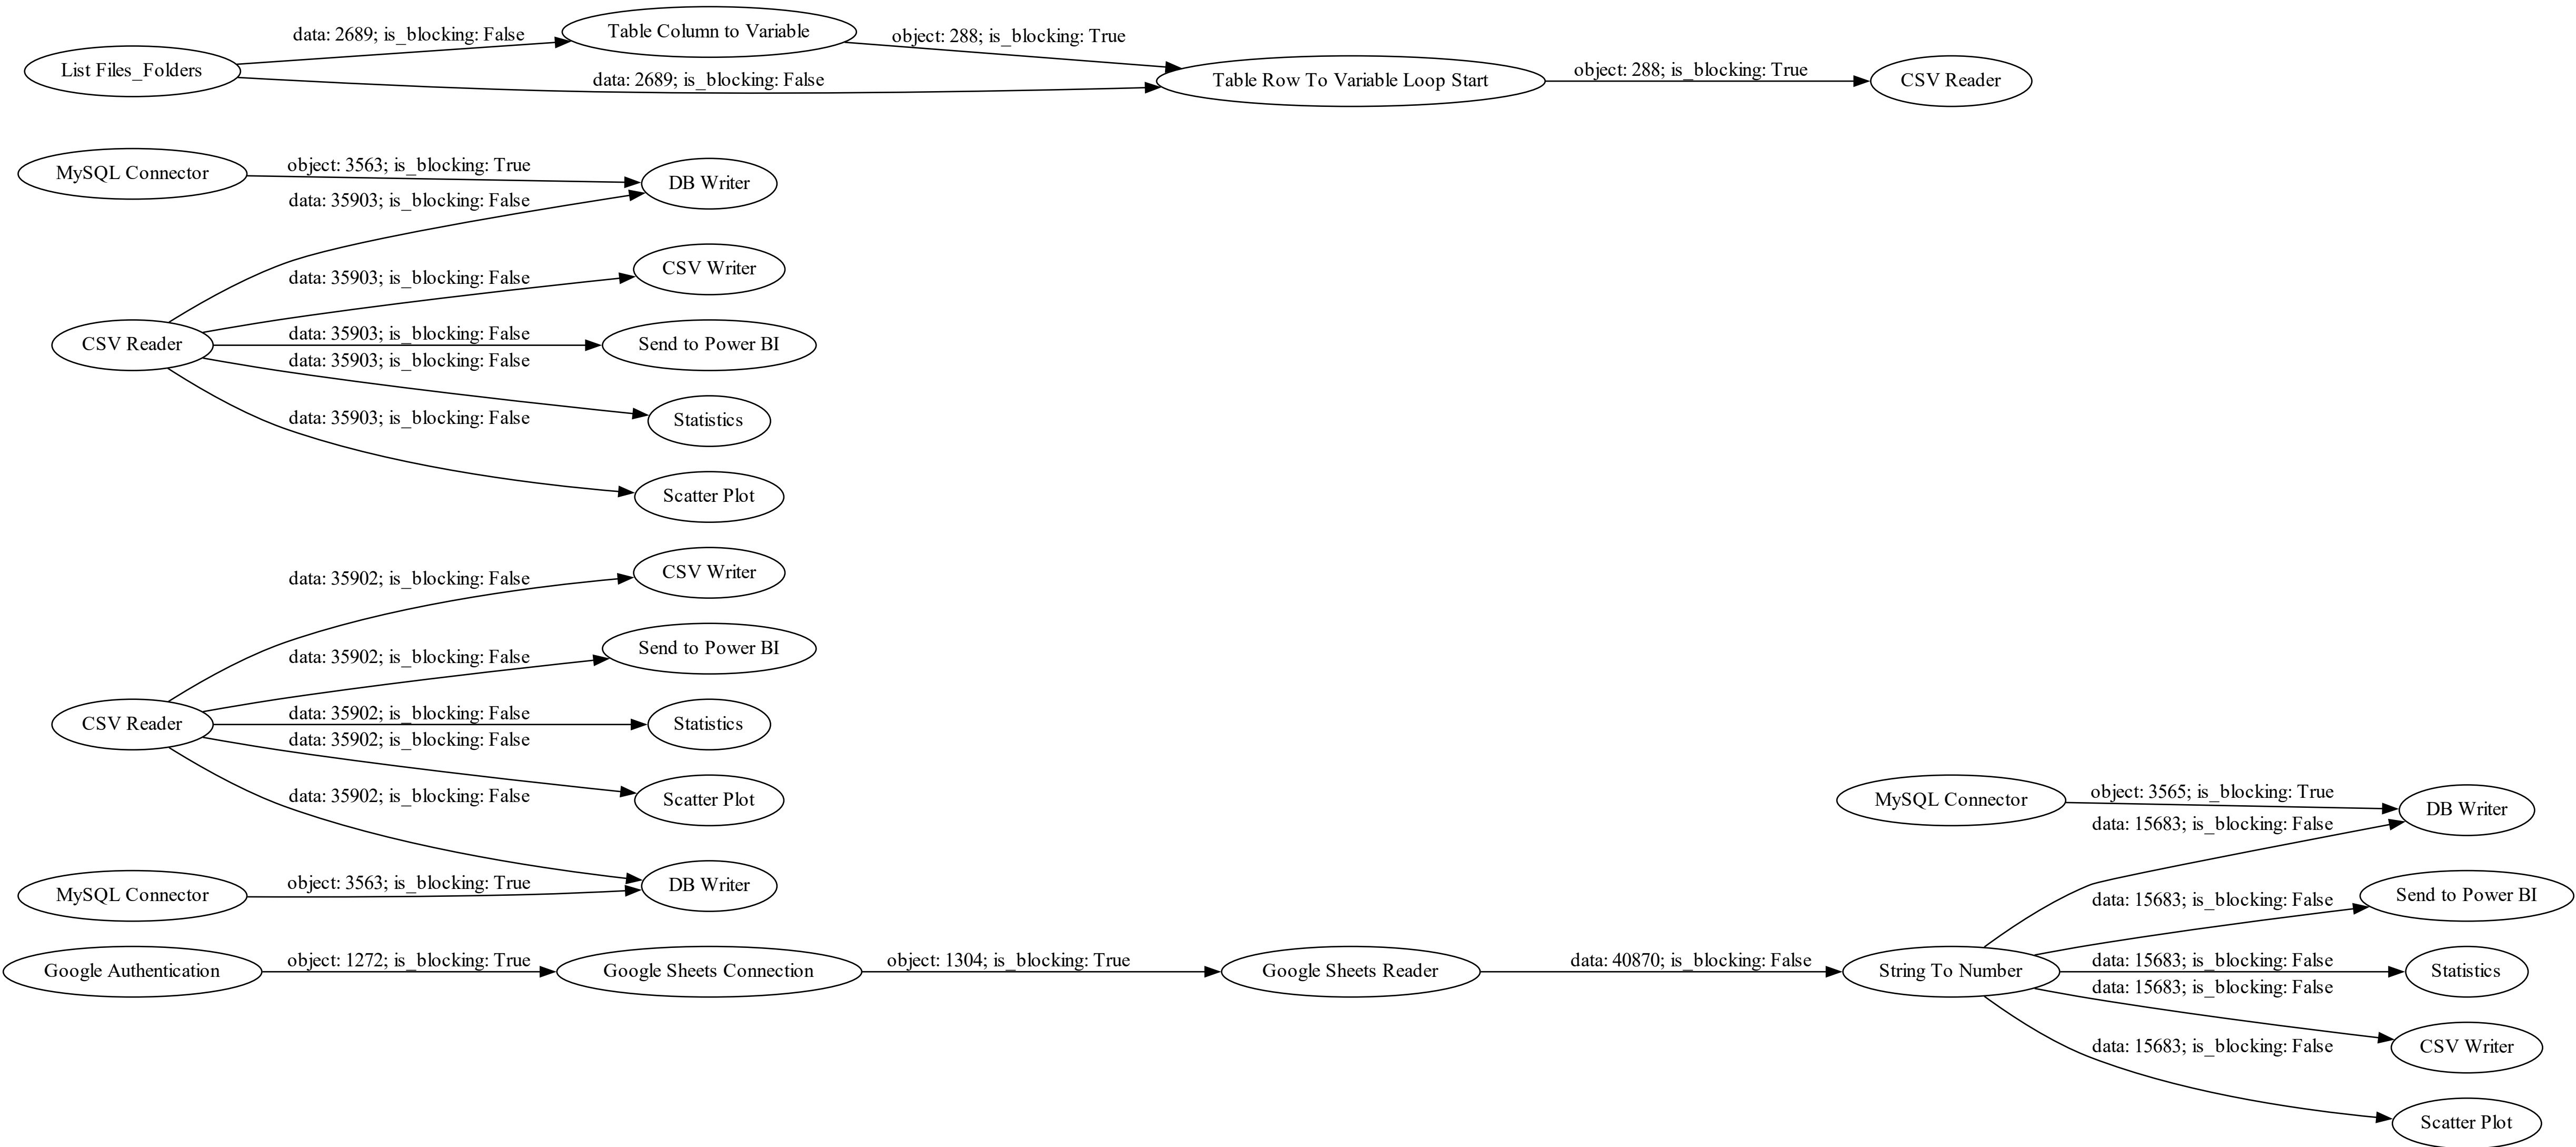 data: 2689; is_blocking: False
Table Column to Variable
object: 288; is_blocking: True
List Files_Folders
data: 2689; is_blocking: False
Table Row To Variable Loop Start
object: 288; is_blocking: True
CSV Reader
MySQL Connector
object: 3563; is_blocking: True
DB Writer
data: 35903; is_blocking: False
CSV Writer
data: 35903; is_blocking: False
CSV Reader
data: 35903; is_blocking: False
Send to Power BI
data: 35903; is_blocking: False
Statistics
data: 35903; is_blocking: False
Scatter Plot
data: 35902; is_blocking: False
CSV Writer
data: 35902; is_blocking: False
Send to Power BI
CSV Reader
data: 35902; is_blocking: False
Statistics
data: 35902; is_blocking: False
Scatter Plot
data: 35902; is_blocking: False
MySQL Connector
object: 3563; is_blocking: True
DB Writer
MySQL Connector
object: 3565; is_blocking: True
DB Writer
data: 15683; is_blocking: False
data: 15683; is_blocking: False
Send to Power BI
Google Authentication
object: 1272; is_blocking: True
Google Sheets Connection
object: 1304; is_blocking: True
Google Sheets Reader
data: 40870; is_blocking: False
String To Number
data: 15683; is_blocking: False
Statistics
data: 15683; is_blocking: False
CSV Writer
data: 15683; is_blocking: False
Scatter Plot